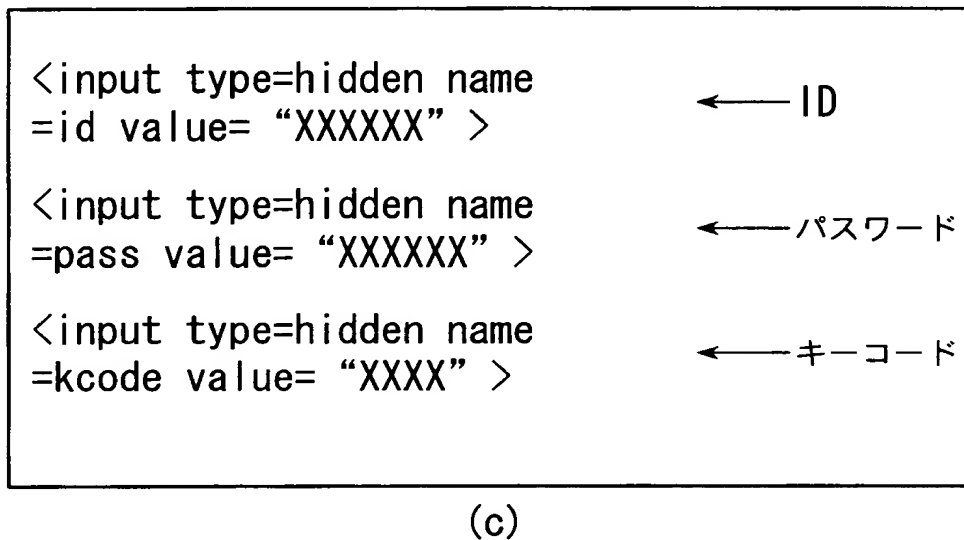 <input type=hidden name
=id value= “XXXXXX” >
ID
<input type=hidden name
=pass value= “XXXXXX” >
パスワード
<input type=hidden name
=kcode value= “XXXX” >
キーコード
(c)